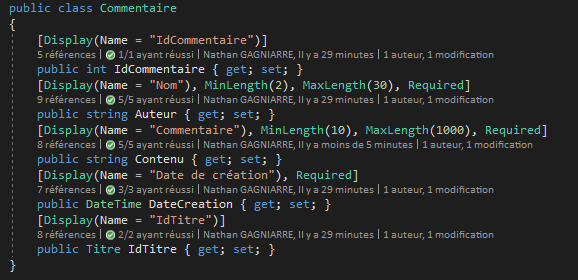 public class Commentaire
{
[Display(Name = "IdCommentaire")]
5 références | 1/1 ayant réussi | Nathan GAGNIARRE, Il y a 29 minutes | 1 auteur, 1 modification
public int IdCommentaire { get; set; }
[Display(Name = "Nom"), MinLength(2), MaxLength(30), Required]
9 références | 5/5 ayant réussi | Nathan GAGNIARRE, Il y a 29 minutes | 1 auteur, 1 modification
public string Auteur { get; set; }
[Display(Name = "Commentaire"), MinLength(10), MaxLength(1000), Required]
8 références | 5/5 ayant réussi | Nathan GAGNIARRE, Il y a moins de 5 minutes | 1 auteur, 1 modification
public string Contenu { get; set; }
[Display(Name = "Date de création"), Required]
7 références | 3/3 ayant réussi | Nathan GAGNIARRE, Il y a 29 minutes | 1 auteur, 1 modification
public DateTime DateCreation { get; set; }
[Display(Name = "IdTitre")]
8 références | 2/2 ayant réussi | Nathan GAGNIARRE, Il y a 29 minutes | 1 auteur, 1 modification
public Titre IdTitre { get; set; }
}